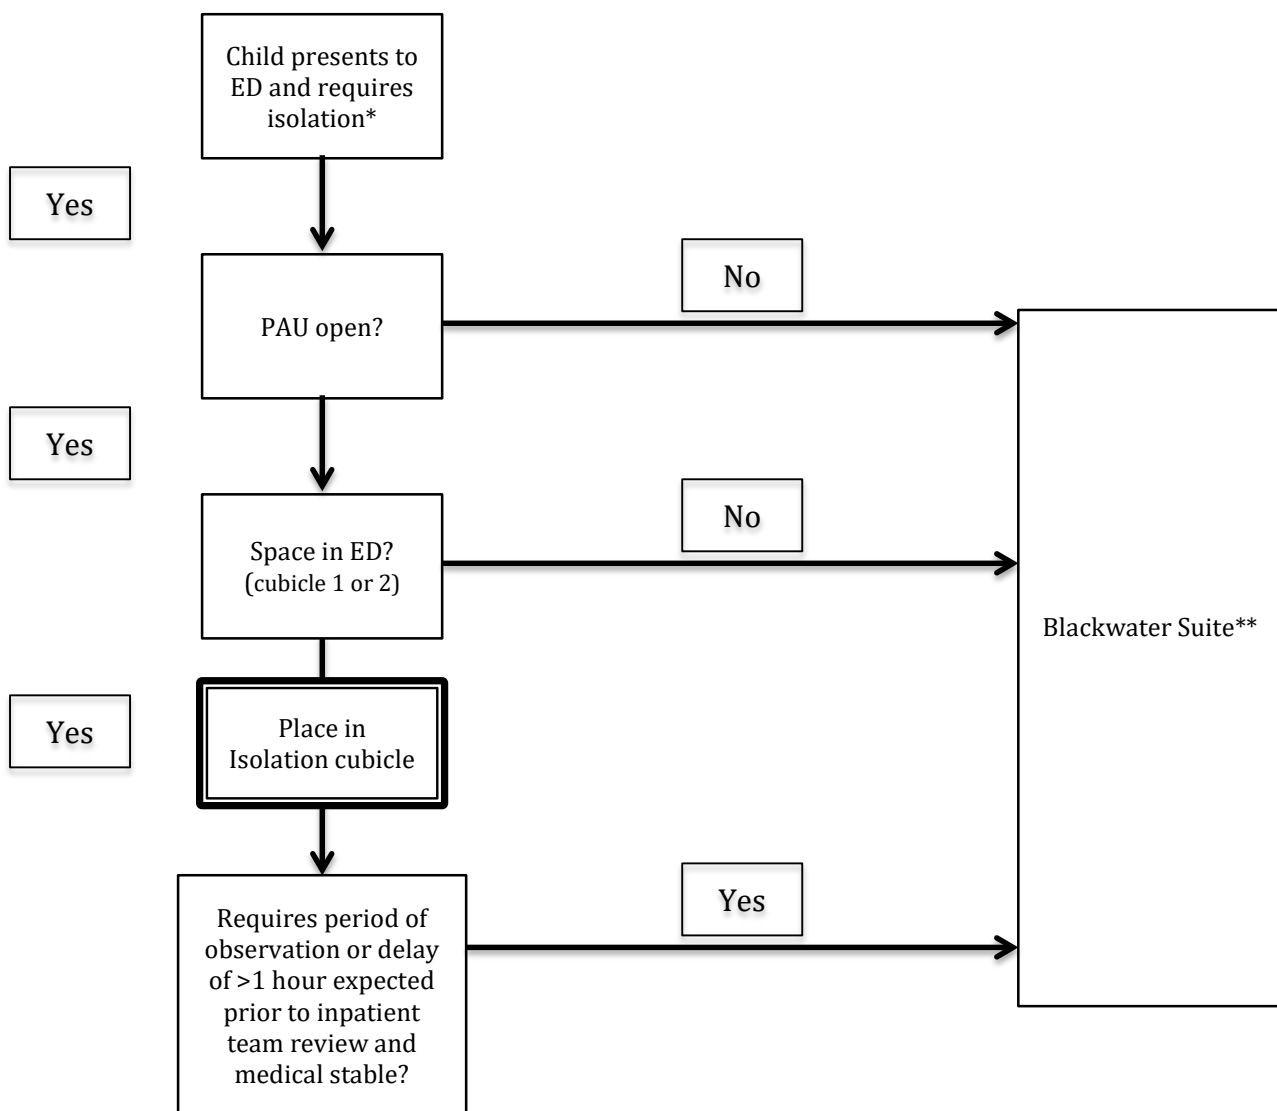 Child presents to
ED and requires
isolation*
Yes
No
PAU open?
Yes
No
Space in ED?
(cubicle 1 or 2)
Blackwater Suite**
Yes
Place in
Isolation cubicle
Yes
Requires period of
observation or delay
of >1 hour expected
prior to inpatient
team review and
medical stable?